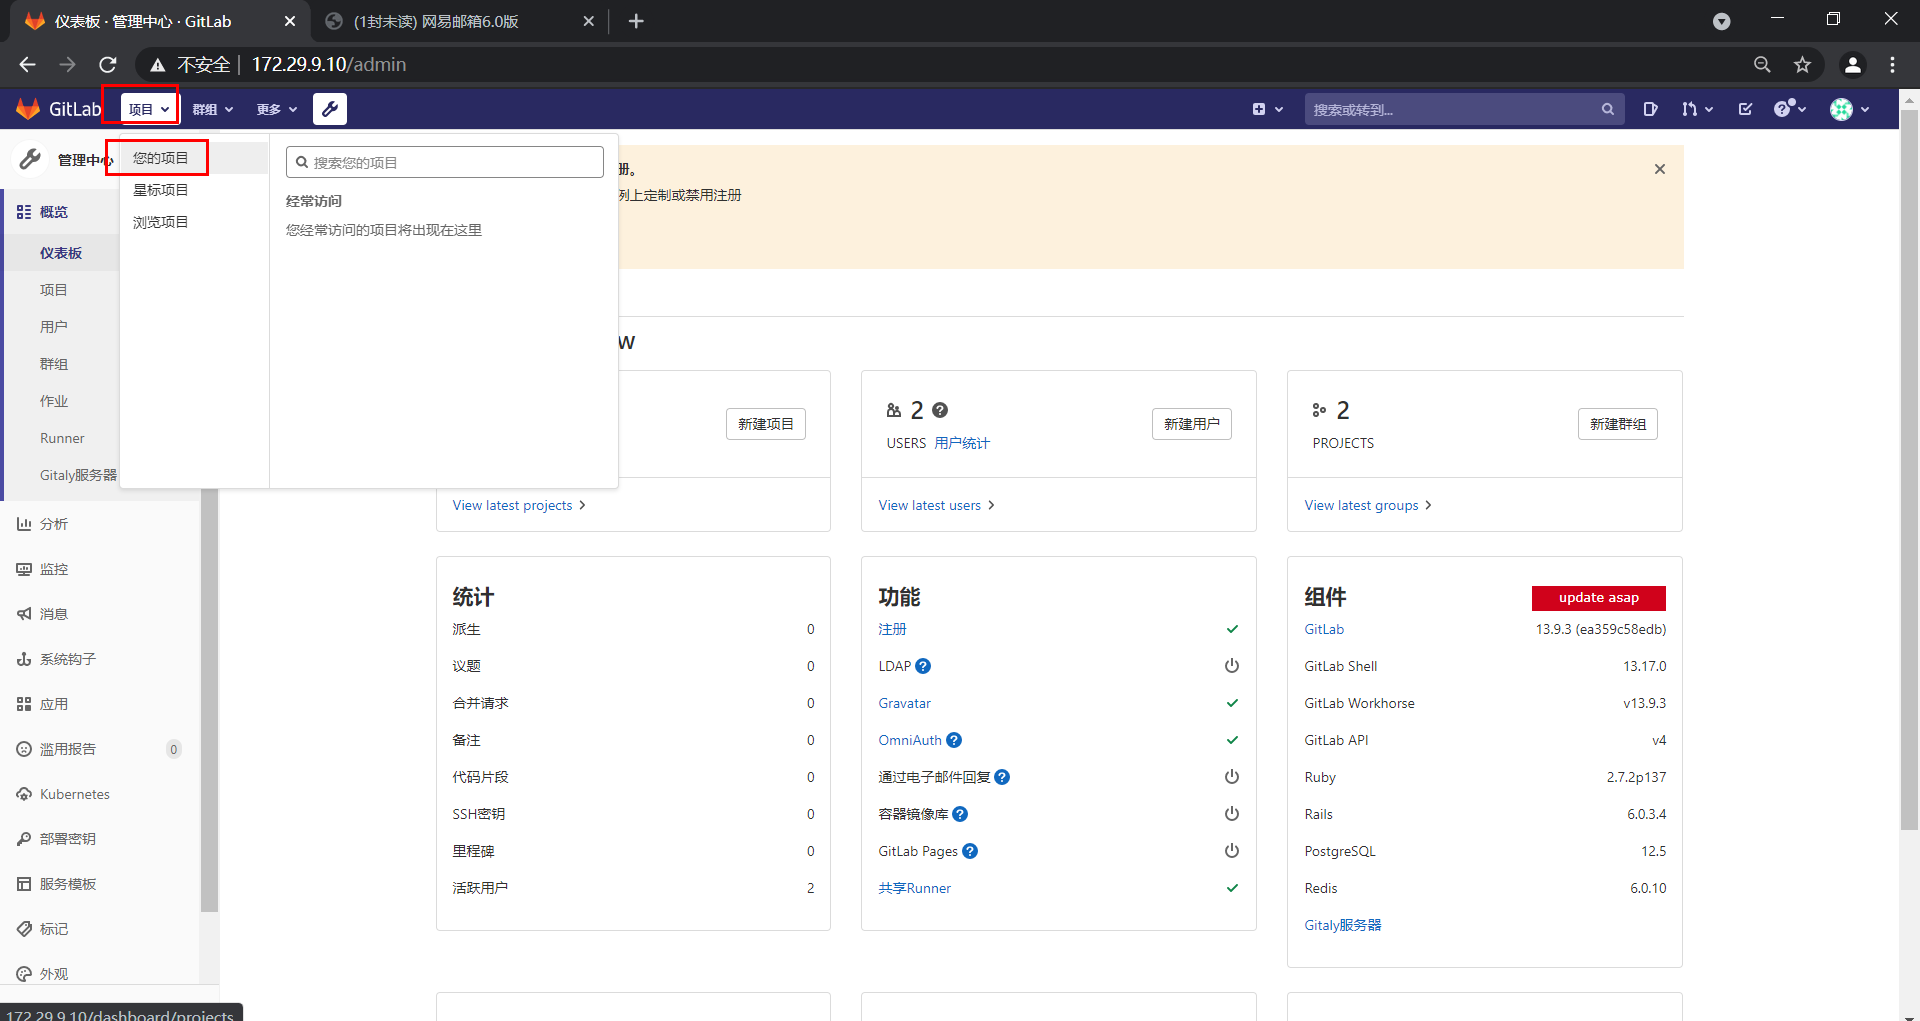 仪表板 · 管理中心 · GitLab
(1封未读) 网易邮箱6.0版
不安全
172.29.9.10/admin
GitLab
项目
群组
更多
搜索或转到...
管理中心
概览
仪表板
项目
用户
群组
作业
Runner
Gitaly服务器
分析
监控
消息
系统钩子
应用
滥用报告
0
Kubernetes
部署密钥
服务模板
标记
外观
您的项目
星标项目
浏览项目
搜索您的项目
经常访问
您经常访问的项目将出现在这里
册。
例上定制或禁用注册
w
新建项目
View latest projects
2
USERS 用户统计
新建用户
View latest users
2
PROJECTS
新建群组
View latest groups
统计
派生 0
议题 0
合并请求 0
备注 0
代码片段 0
SSH密钥 0
里程碑 0
活跃用户 2
功能
注册
LDAP
Gravatar
OmniAuth
通过电子邮件回复
容器镜像库
GitLab Pages
共享Runner
组件
update asap
GitLab 13.9.3 (ea359c58edb)
GitLab Shell 13.17.0
GitLab Workhorse v13.9.3
GitLab API v4
Ruby 2.7.2p137
Rails 6.0.3.4
PostgreSQL 12.5
Redis 6.0.10
Gitaly服务器
172.29.9.10/dashboard/projects